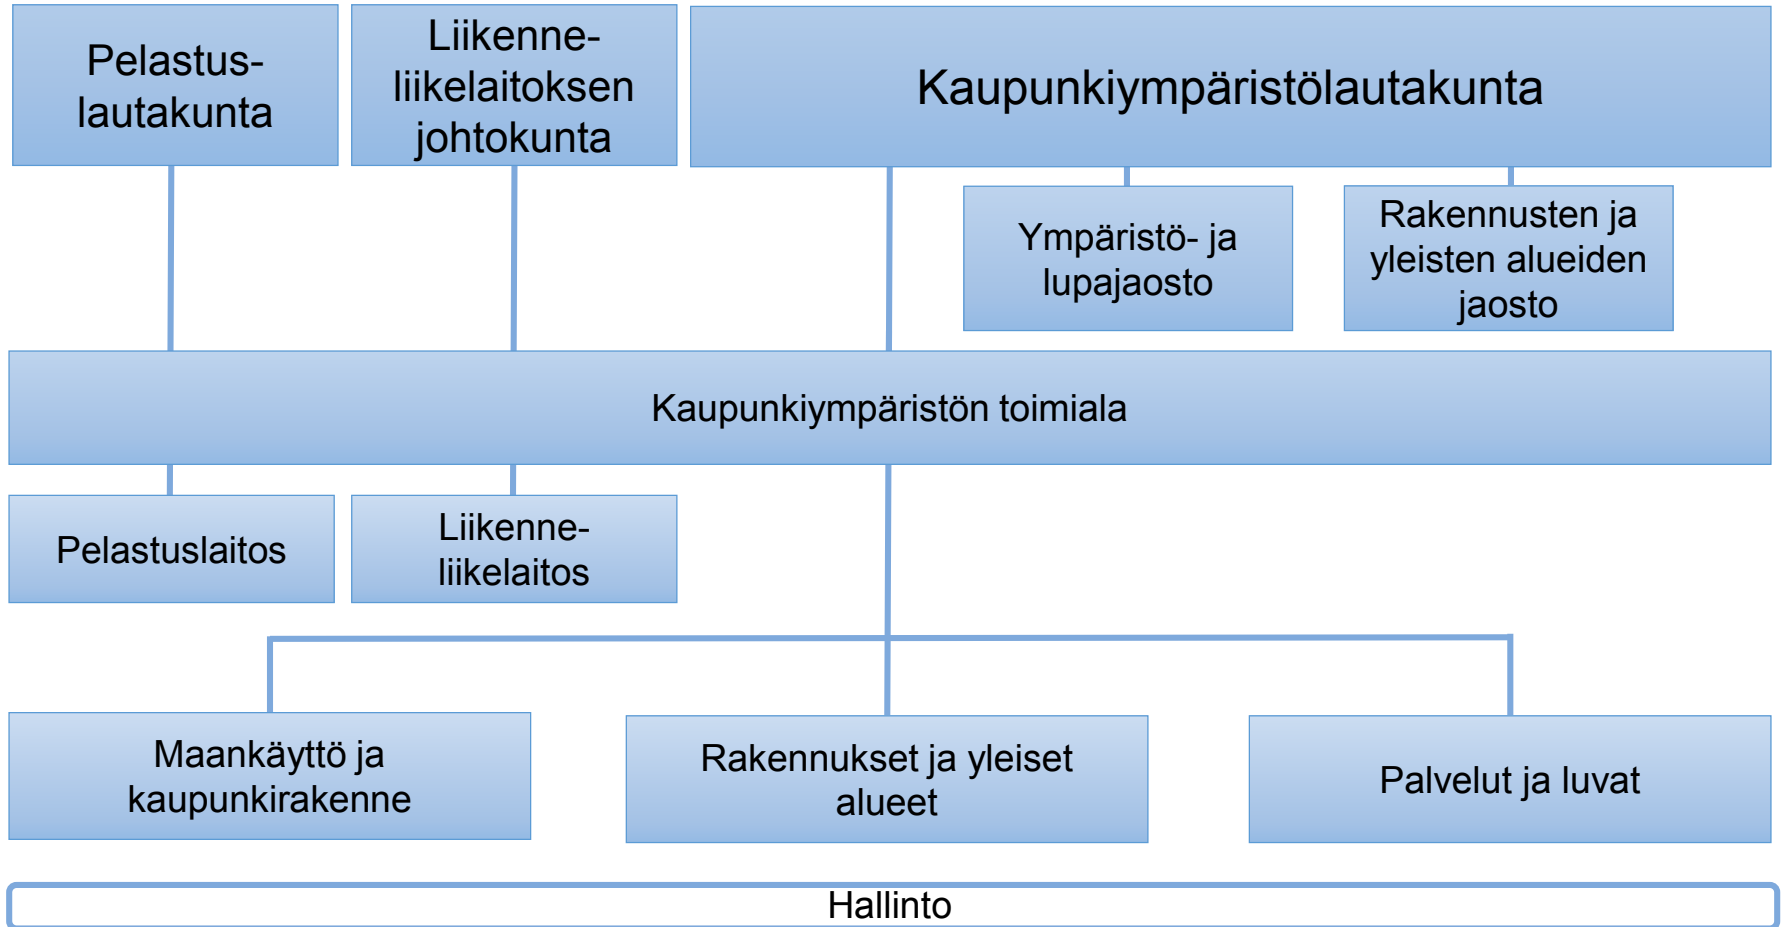 Pelastus-
lautakunta
Liikenne-
liikelaitoksen
johtokunta
Kaupunkiympäristölautakunta
Ympäristö- ja
lupajaosto
Rakennusten ja
yleisten alueiden
jaosto
Kaupunkiympäristön toimiala
Pelastuslaitos
Liikenne-
liikelaitos
Maankäyttö ja
kaupunkirakenne
Rakennukset ja yleiset
alueet
Palvelut ja luvat
Hallinto